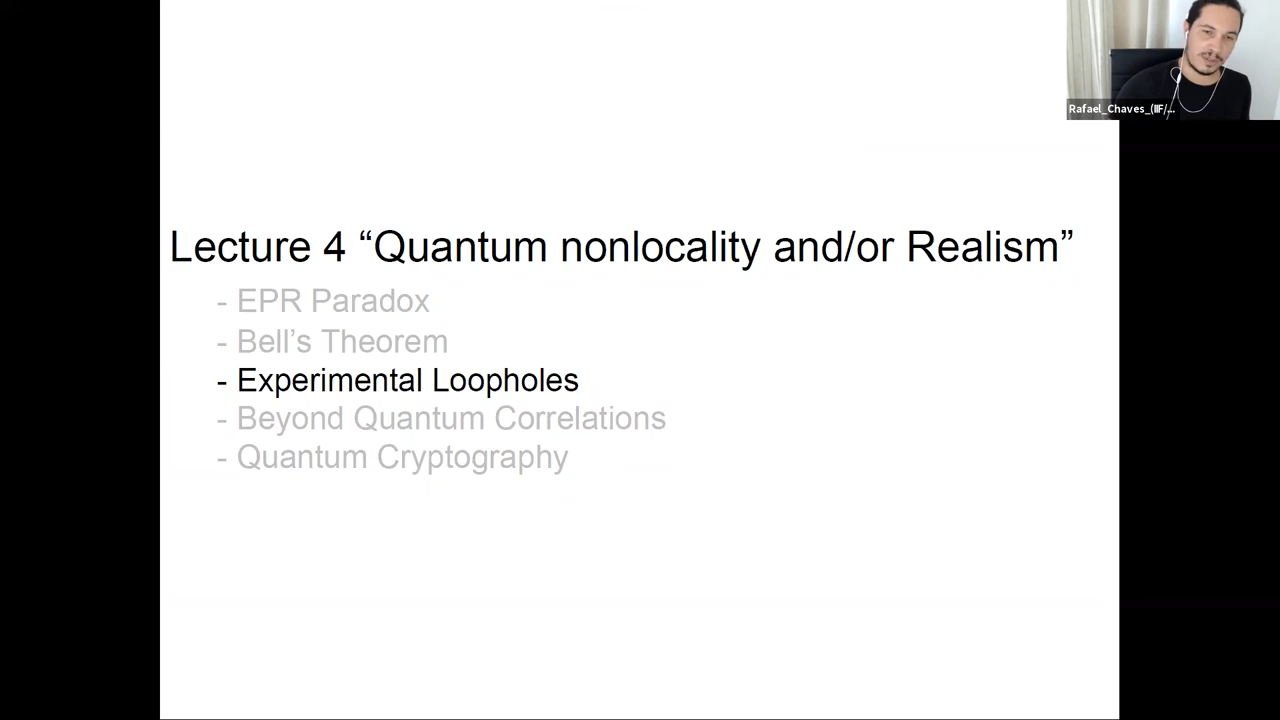 Rafael_Chaves_(IIF/...
Lecture 4 “Quantum nonlocality and/or Realism”
- EPR Paradox
- Bell’s Theorem
- Experimental Loopholes
- Beyond Quantum Correlations
- Quantum Cryptography